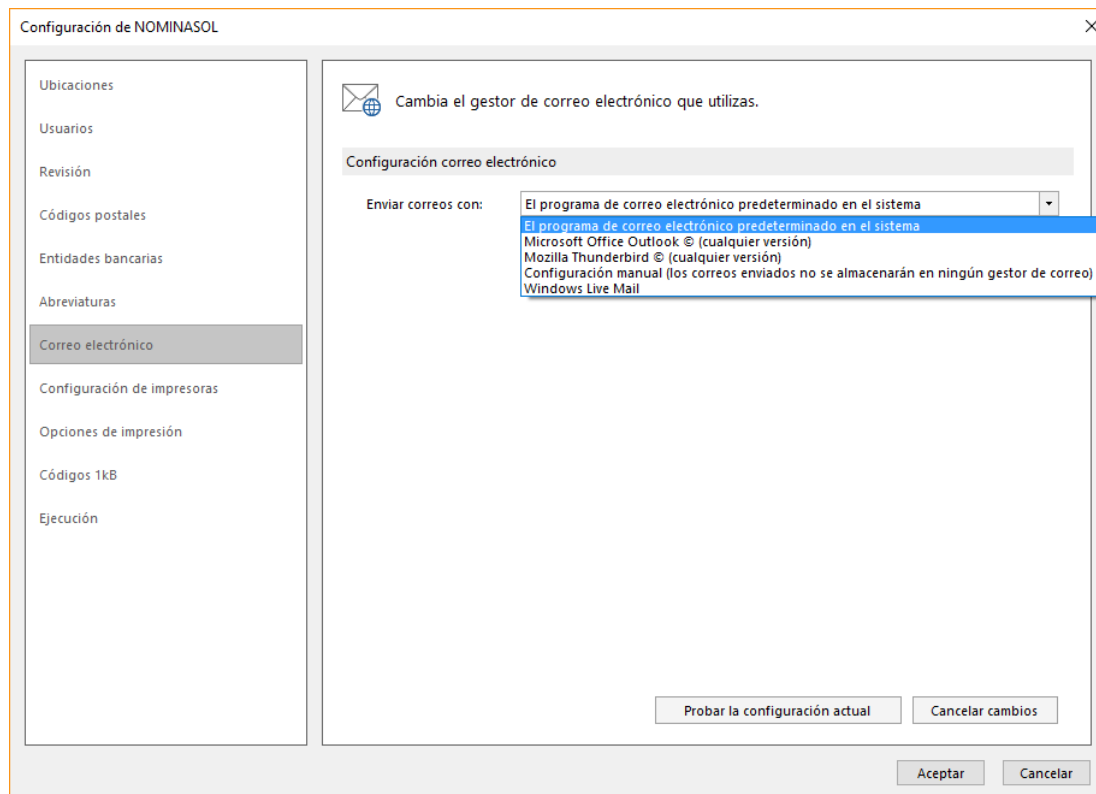 Configuración de NOMINASOL
Ubicaciones
Usuarios
Revisión
Códigos postales
Entidades bancarias
Abreviaturas
Correo electrónico
Configuración de impresoras
Opciones de impresión
Códigos 1kB
Ejecución
Cambia el gestor de correo electrónico que utilizas.
Configuración correo electrónico
Enviar correos con: El programa de correo electrónico predeterminado en el sistema
El programa de correo electrónico predeterminado en el sistema
Microsoft Office Outlook © (cualquier versión)
Mozilla Thunderbird © (cualquier versión)
Configuración manual (los correos enviados no se almacenarán en ningún gestor de correo)
Windows Live Mail
Probar la configuración actual Cancelar cambios
Aceptar Cancelar